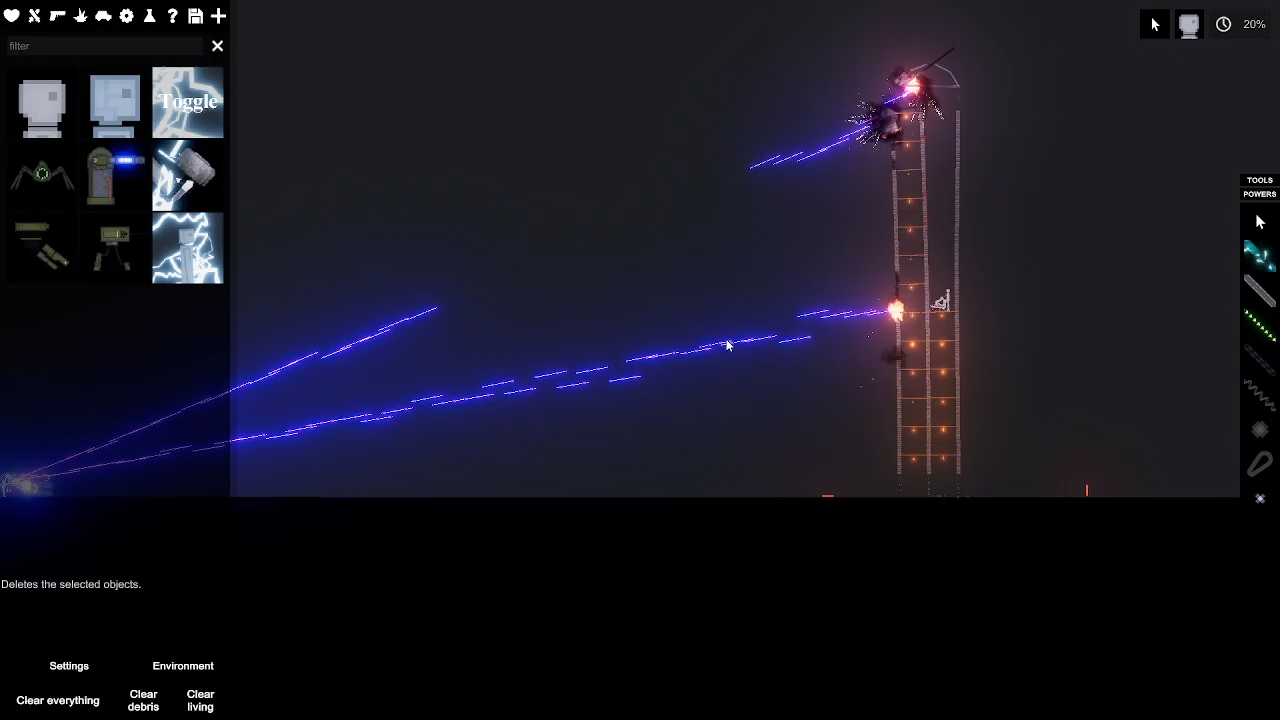 filter
20%
Toggle
TOOLS
POWERS
Deletes the selected objects.
Settings
Environment
Clear everything
Clear
debris
Clear
living